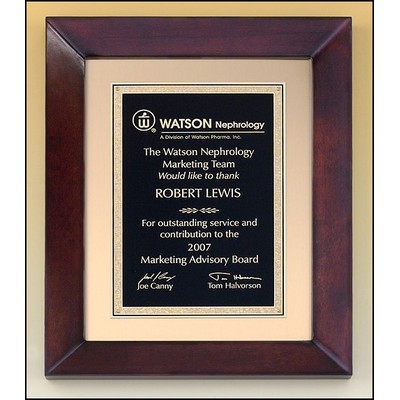 WATSON Nephrology
A Division of Watson Pharma, Inc.
The Watson Nephrology
Marketing Team
Would like to thank
ROBERT LEWIS
For outstanding service and
contribution to the
2007
Marketing Advisory Board
Joe Canny Tom Halvorson